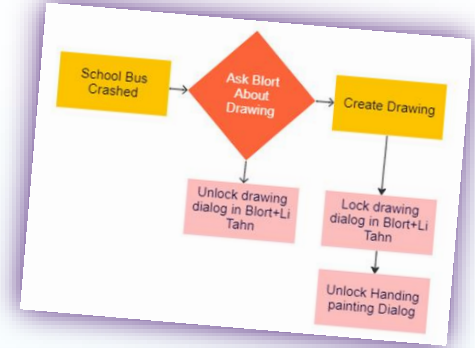 School Bus
Crashed
Ask Blort
About
Drawing
Create Drawing
Unlock drawing
dialog in Blort+Li
Tahn
Lock drawing
dialog in Blort+Li
Tahn
Unlock Handing
painting Dialog